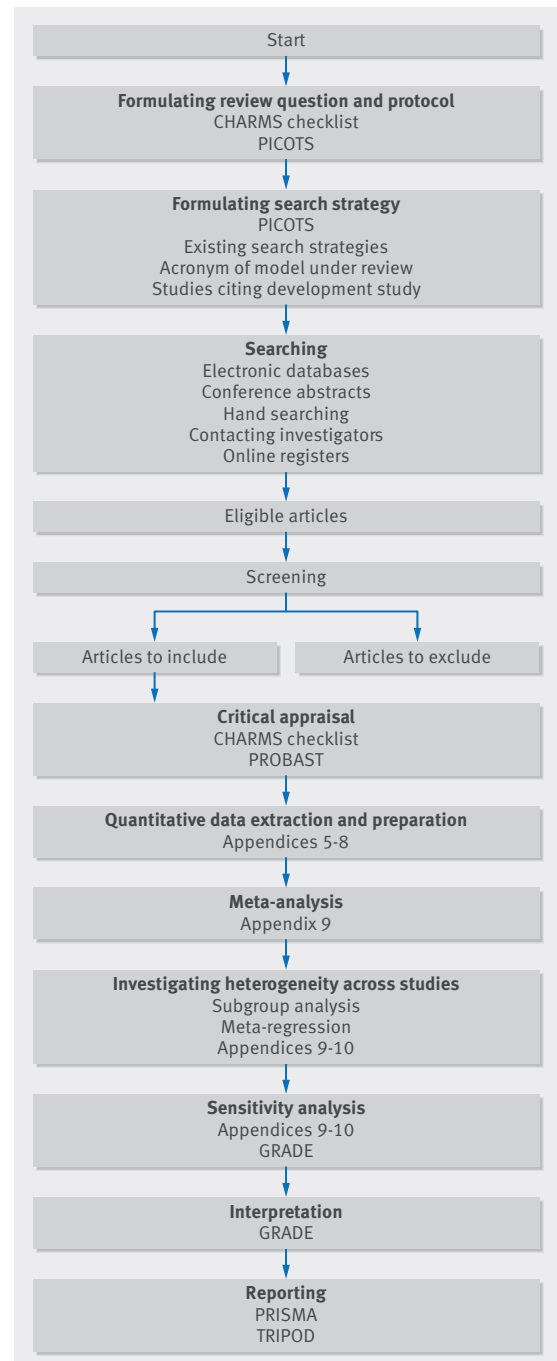 Start
Formulating review question and protocol
CHARMS checklist
PICOTS
Formulating search strategy
PICOTS
Existing search strategies
Acronym of model under review
Studies citing development study
Searching
Electronic databases
Conference abstracts
Hand searching
Contacting investigators
Online registers
Eligible articles
Screening
Articles to include
Articles to exclude
Critical appraisal
CHARMS checklist
PROBAST
Quantitative data extraction and preparation
Appendices 5-8
Meta-analysis
Appendix 9
Investigating heterogeneity across studies
Subgroup analysis
Meta-regression
Appendices 9-10
Sensitivity analysis
Appendices 9-10
GRADE
Interpretation
GRADE
Reporting
PRISMA
TRIPOD